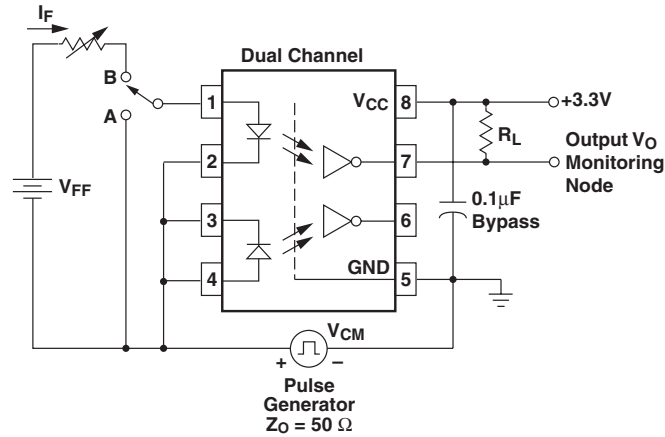 I_F
Dual Channel
B
A
1
V_CC
8
+3.3V
R_L
2
7
Output V_O
Monitoring
Node
V_FF
3
6
0.1μF
Bypass
4
GND
5
V_CM
+
–
Pulse
Generator
Z_O = 50 Ω